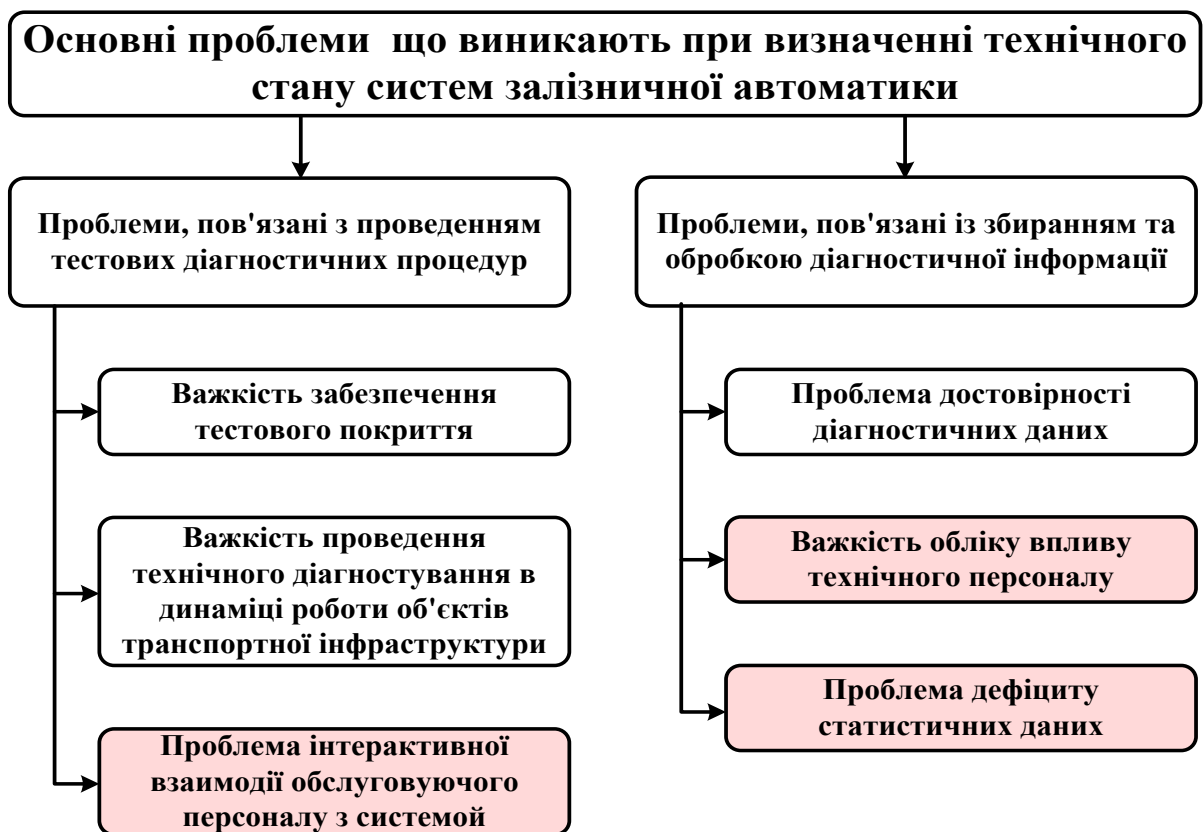 Основні проблеми що виникають при визначенні технічного
стану систем залізничної автоматики
Проблеми, пов'язані з проведенням
тестових діагностичних процедур
Важкість забезпечення
тестового покриття
Важкість проведення
технічного діагностування в
динаміці роботи об'єктів
транспортної інфраструктури
Проблема інтерактивної
взаимодії обслуговуючого
персоналу з системой
Проблеми, пов'язані із збиранням та
обробкою діагностичної інформації
Проблема достовірності
діагностичних даних
Важкість обліку впливу
технічного персоналу
Проблема дефіциту
статистичних даних